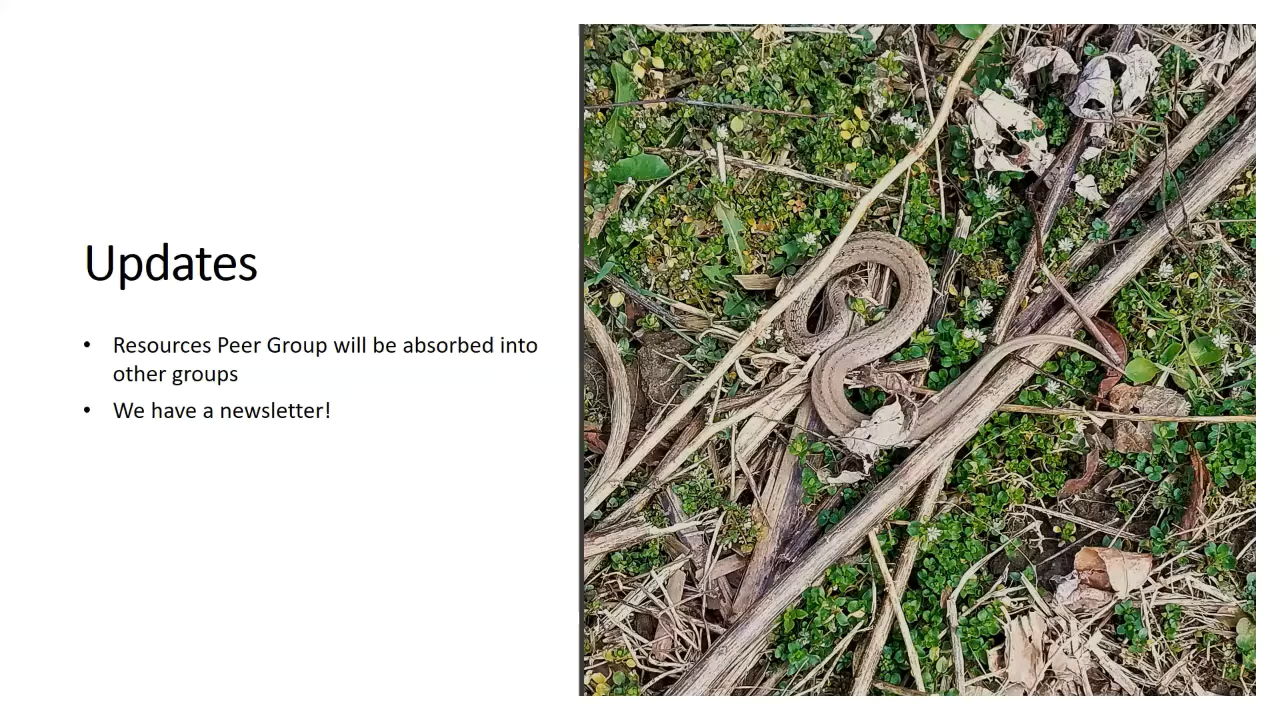 Updates
• Resources Peer Group will be absorbed into
other groups
• We have a newsletter!